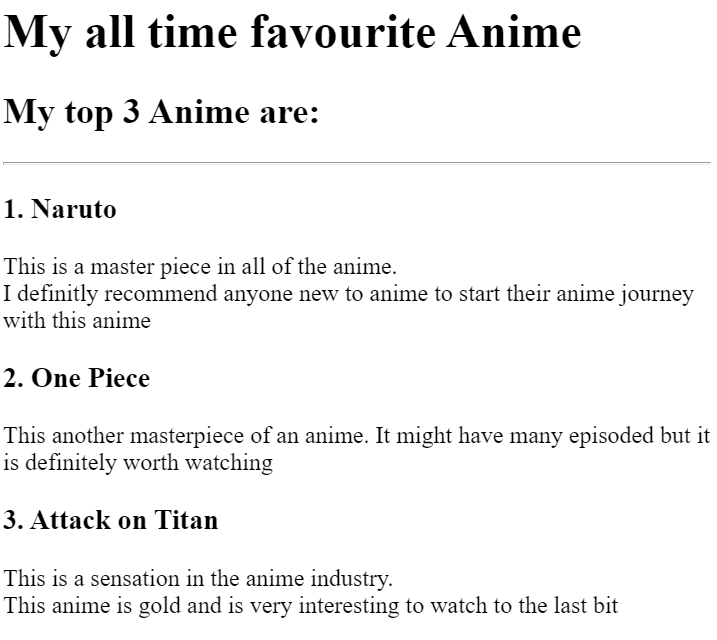 My all time favourite Anime
My top 3 Anime are:
1. Naruto
This is a master piece in all of the anime.
I definitly recommend anyone new to anime to start their anime journey
with this anime
2. One Piece
This another masterpiece of an anime. It might have many episoded but it
is definitely worth watching
3. Attack on Titan
This is a sensation in the anime industry.
This anime is gold and is very interesting to watch to the last bit